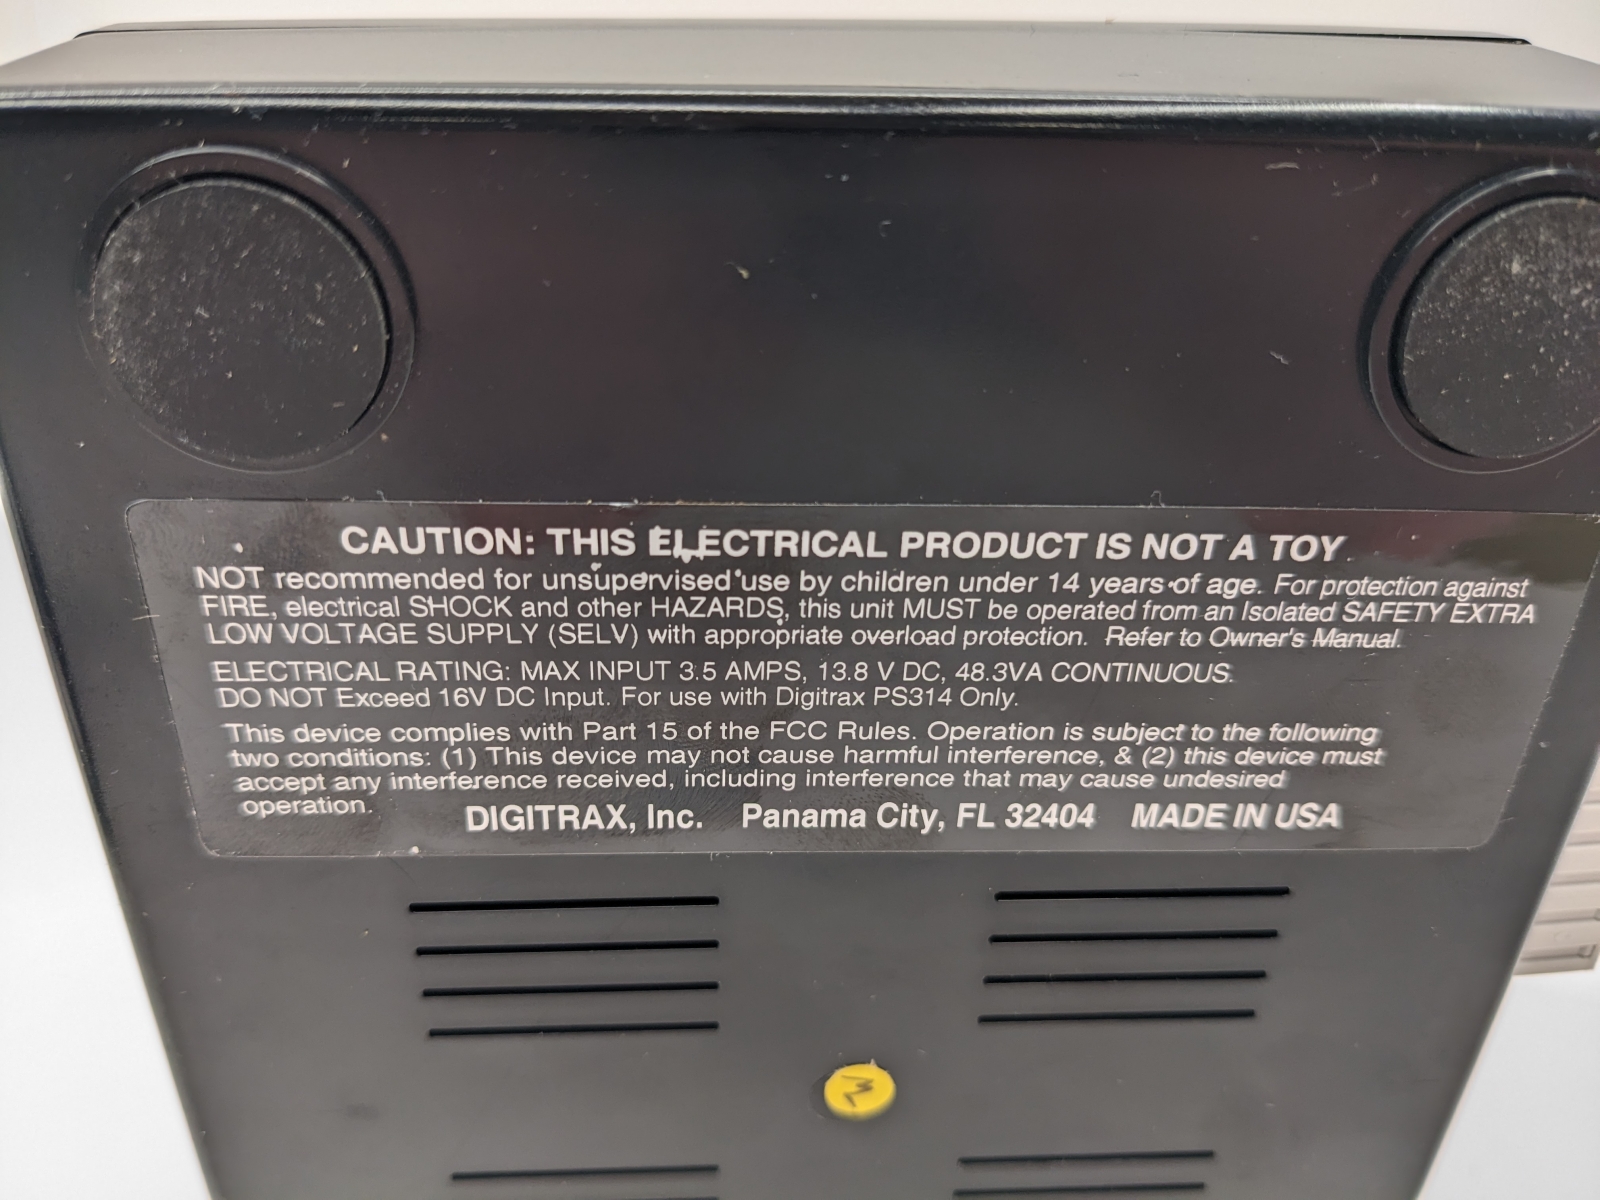 CAUTION: THIS ELECTRICAL PRODUCT IS NOT A TOY.
NOT recommended for unsupervised use by children under 14 years of age. For protection against
FIRE, electrical SHOCK and other HAZARDS, this unit MUST be operated from an Isolated SAFETY EXTRA
LOW VOLTAGE SUPPLY (SELV) with appropriate overload protection. Refer to Owner's Manual.
ELECTRICAL RATING: MAX INPUT 3.5 AMPS, 13.8 V DC, 48.3VA CONTINUOUS.
DO NOT Exceed 16V DC Input. For use with Digitrax PS314 Only.
This device complies with Part 15 of the FCC Rules. Operation is subject to the following
two conditions: (1) This device may not cause harmful interference, & (2) this device must
accept any interference received, including interference that may cause undesired
operation.
DIGITRAX, Inc. Panama City, FL 32404 MADE IN USA